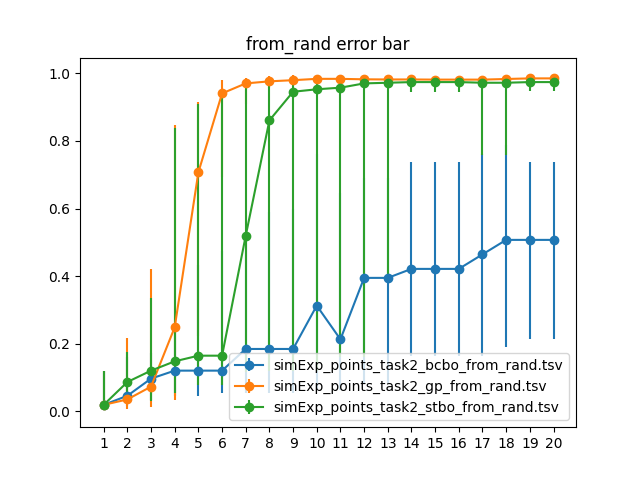 from_rand error bar
1.0
0.8
0.6
0.4
0.2
0.0
simExp_points_task2_bcbo_from_rand.tsv
simExp_points_task2_gp_from_rand.tsv
simExp_points_task2_stbo_from_rand.tsv
1 2 3 4 5 6 7 8 9 10 11 12 13 14 15 16 17 18 19 20